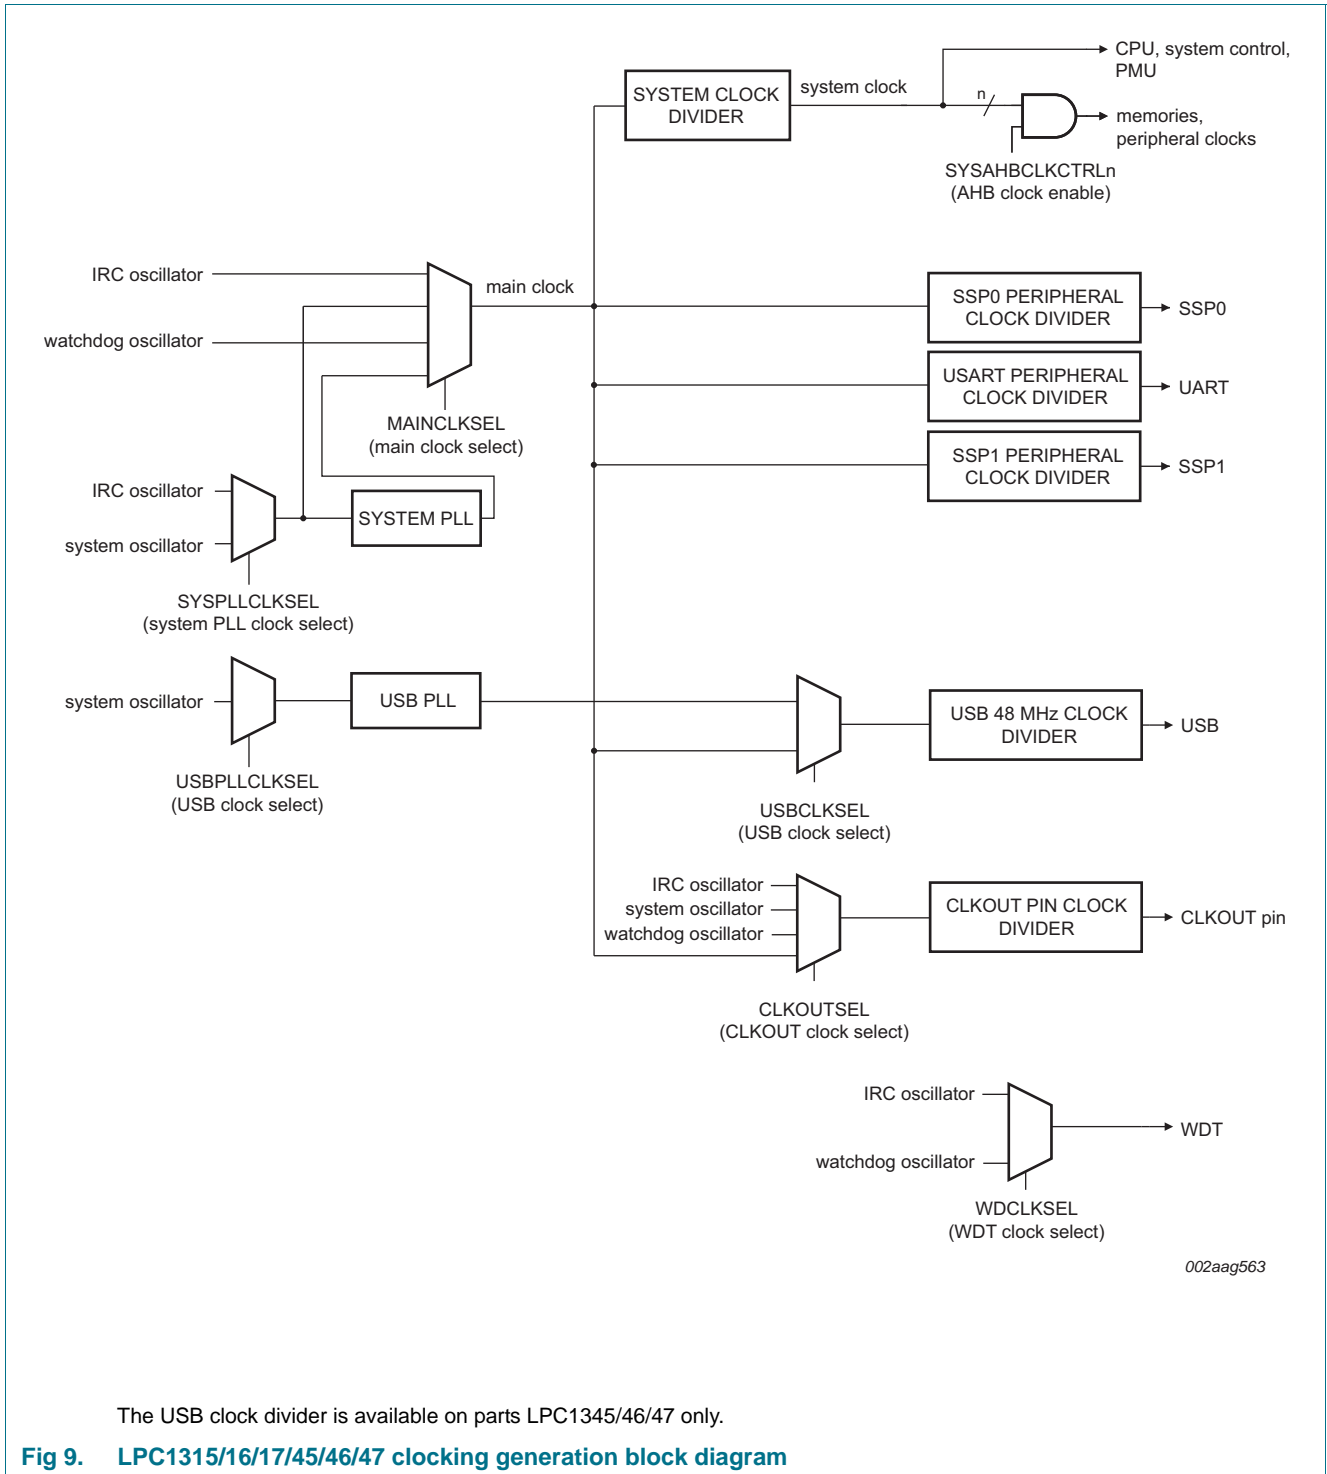 CPU, system control,
PMU
SYSTEM CLOCK
DIVIDER
system clock
n
memories,
peripheral clocks
SYSAHBCLKCTRLn
(AHB clock enable)
IRC oscillator
main clock
watchdog oscillator
MAINCLKSEL
(main clock select)
SSP0 PERIPHERAL
CLOCK DIVIDER
SSP0
USART PERIPHERAL
CLOCK DIVIDER
UART
SSP1 PERIPHERAL
CLOCK DIVIDER
SSP1
IRC oscillator
system oscillator
SYSTEM PLL
SYSPLLCLKSEL
(system PLL clock select)
system oscillator
USB PLL
USBPLLCLKSEL
(USB clock select)
USB 48 MHz CLOCK
DIVIDER
USB
USBCLKSEL
(USB clock select)
IRC oscillator
system oscillator
watchdog oscillator
CLKOUT PIN CLOCK
DIVIDER
CLKOUT pin
CLKOUTSEL
(CLKOUT clock select)
IRC oscillator
watchdog oscillator
WDT
WDCLKSEL
(WDT clock select)
002aag563
The USB clock divider is available on parts LPC1345/46/47 only.
Fig 9. LPC1315/16/17/45/46/47 clocking generation block diagram